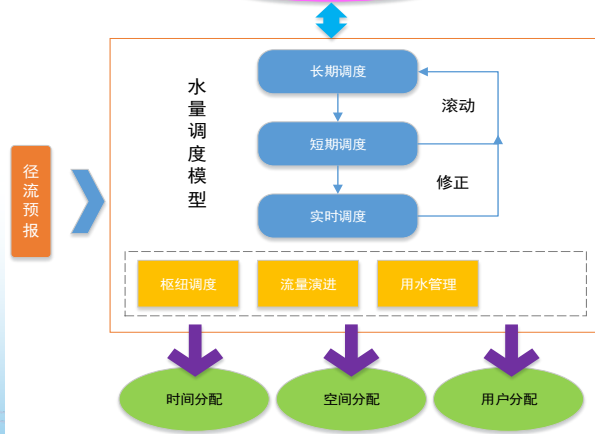 长期调度
水量调度模型
滚动
短期调度
径流预报
修正
实时调度
枢纽调度
流量演进
用水管理
时间分配
空间分配
用户分配